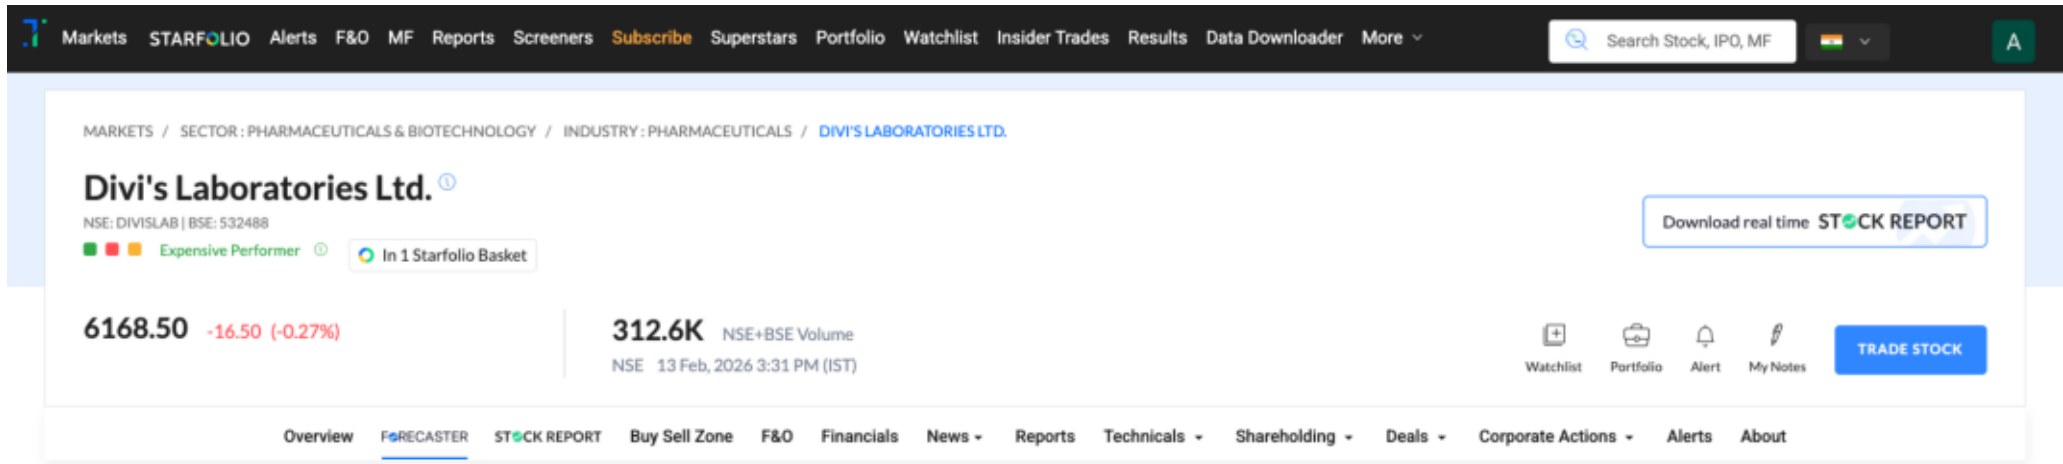 Markets STARFOLIO Alerts F&O MF Reports Screeners Subscribe Superstars Portfolio Watchlist Insider Trades Results Data Downloader More Search Stock, IPO, MF A
MARKETS / SECTOR : PHARMACEUTICALS & BIOTECHNOLOGY / INDUSTRY : PHARMACEUTICALS / DIVI'S LABORATORIES LTD.
Divi's Laboratories Ltd.
NSE: DIVISLAB | BSE: 532488
Expensive Performer In 1 Starfolio Basket
Download real time STOCK REPORT
6168.50 -16.50 (-0.27%)
312.6K NSE+BSE Volume
NSE 13 Feb, 2026 3:31 PM (IST)
Watchlist Portfolio Alert My Notes TRADE STOCK
Overview FORECASTER STOCK REPORT Buy Sell Zone F&O Financials News Reports Technicals Shareholding Deals Corporate Actions Alerts About